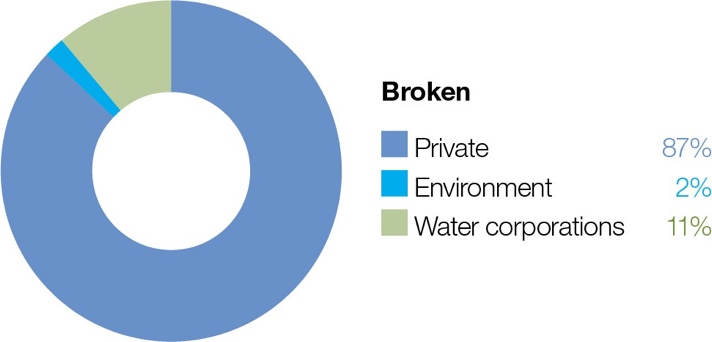 Broken
Private 87%
Environment 2%
Water corporations 11%